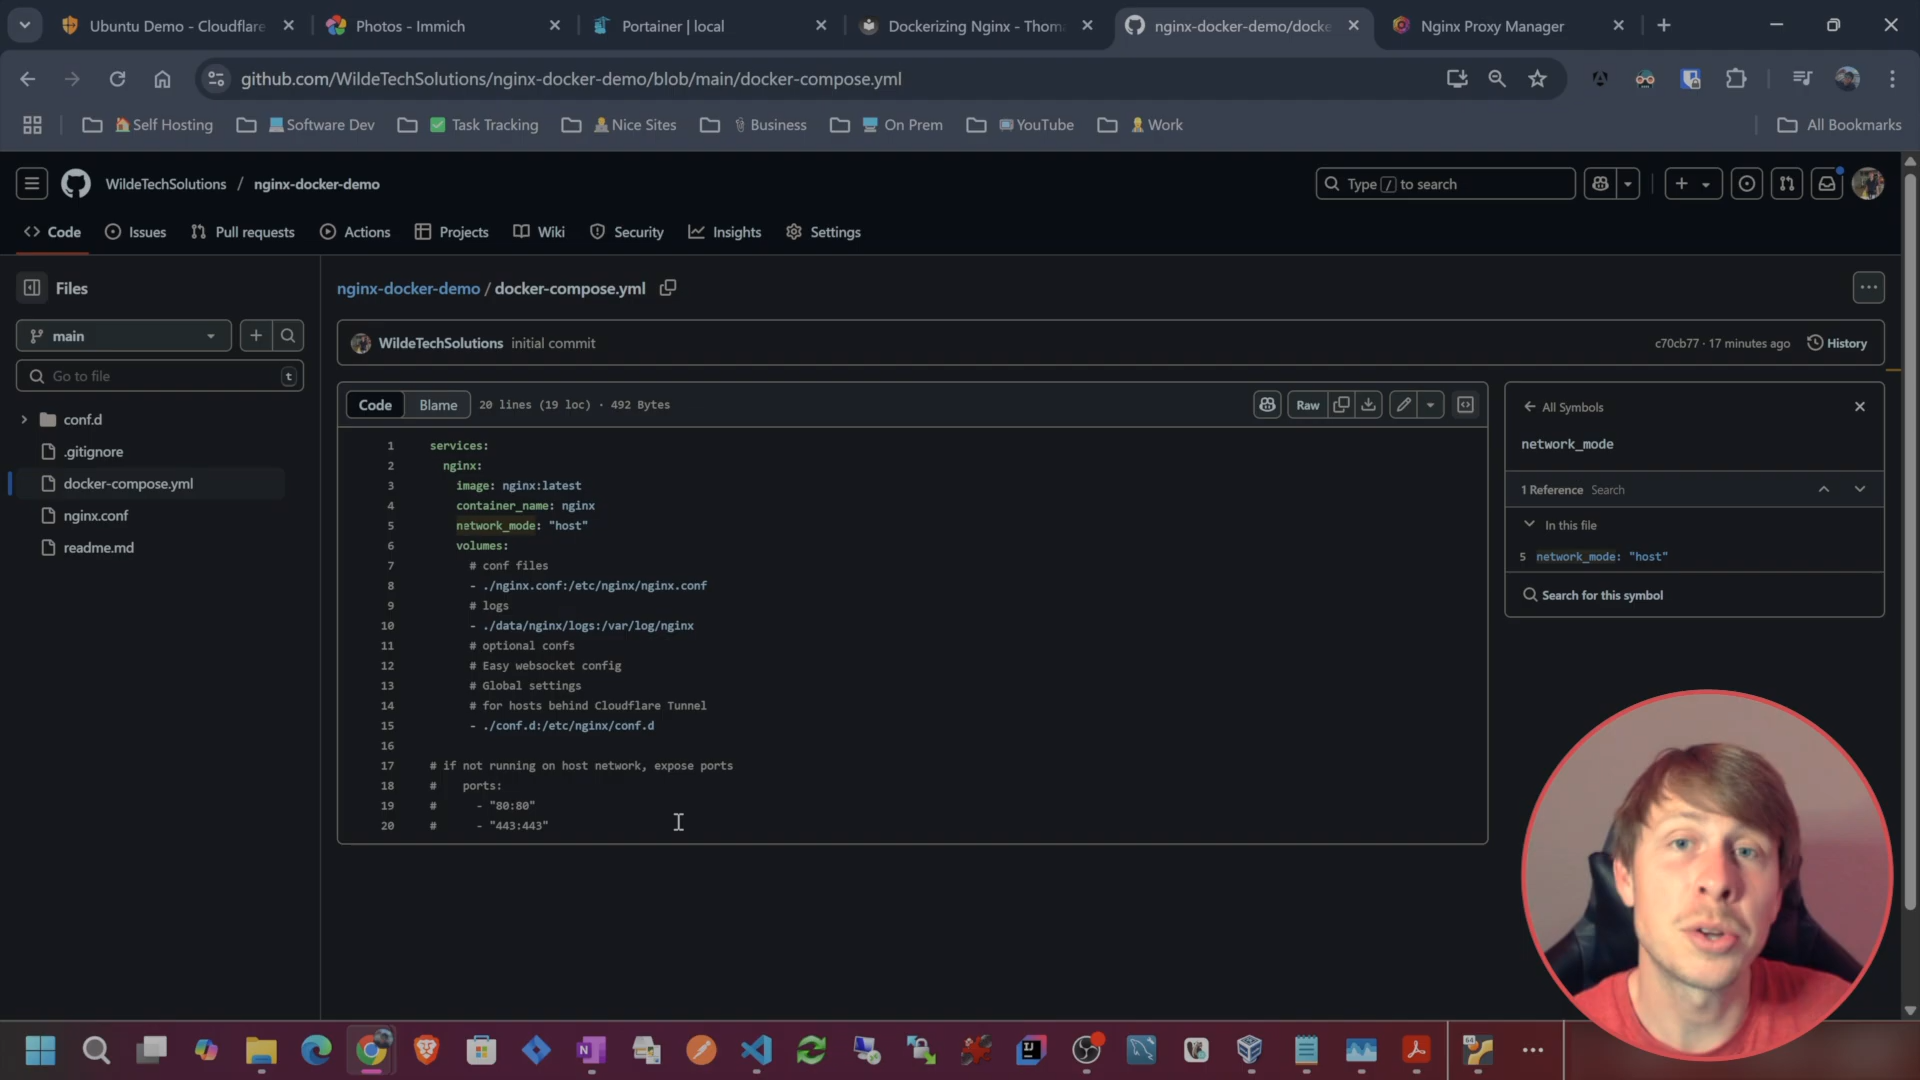 Ubuntu Demo - Cloudflare
Photos - Immich
Portainer | local
Dockerizing Nginx - Thom
nginx-docker-demo/docke
Nginx Proxy Manager
github.com/WildeTechSolutions/nginx-docker-demo/blob/main/docker-compose.yml
Self Hosting
Software Dev
Task Tracking
Nice Sites
Business
On Prem
YouTube
Work
All Bookmarks
WildeTechSolutions / nginx-docker-demo
Type / to search
Code
Issues
Pull requests
Actions
Projects
Wiki
Security
Insights
Settings
Files
nginx-docker-demo / docker-compose.yml
main
WildeTechSolutions initial commit
c70cb77 · 17 minutes ago
History
Go to file
t
Code
Blame
20 lines (19 loc) · 492 Bytes
Raw
All Symbols
conf.d
.gitignore
docker-compose.yml
nginx.conf
readme.md
1 services:
2 nginx:
3 image: nginx:latest
4 container_name: nginx
5 network_mode: "host"
6 volumes:
7 # conf files
8 - ./nginx.conf:/etc/nginx/nginx.conf
9 # logs
10 - ./data/nginx/logs:/var/log/nginx
11 # optional confs
12 # Easy websocket config
13 # Global settings
14 # for hosts behind Cloudflare Tunnel
15 - ./conf.d:/etc/nginx/conf.d
16
17 # if not running on host network, expose ports
18 # ports:
19 # - "80:80"
20 # - "443:443"
network_mode
1 Reference Search
In this file
5 network_mode: "host"
Search for this symbol